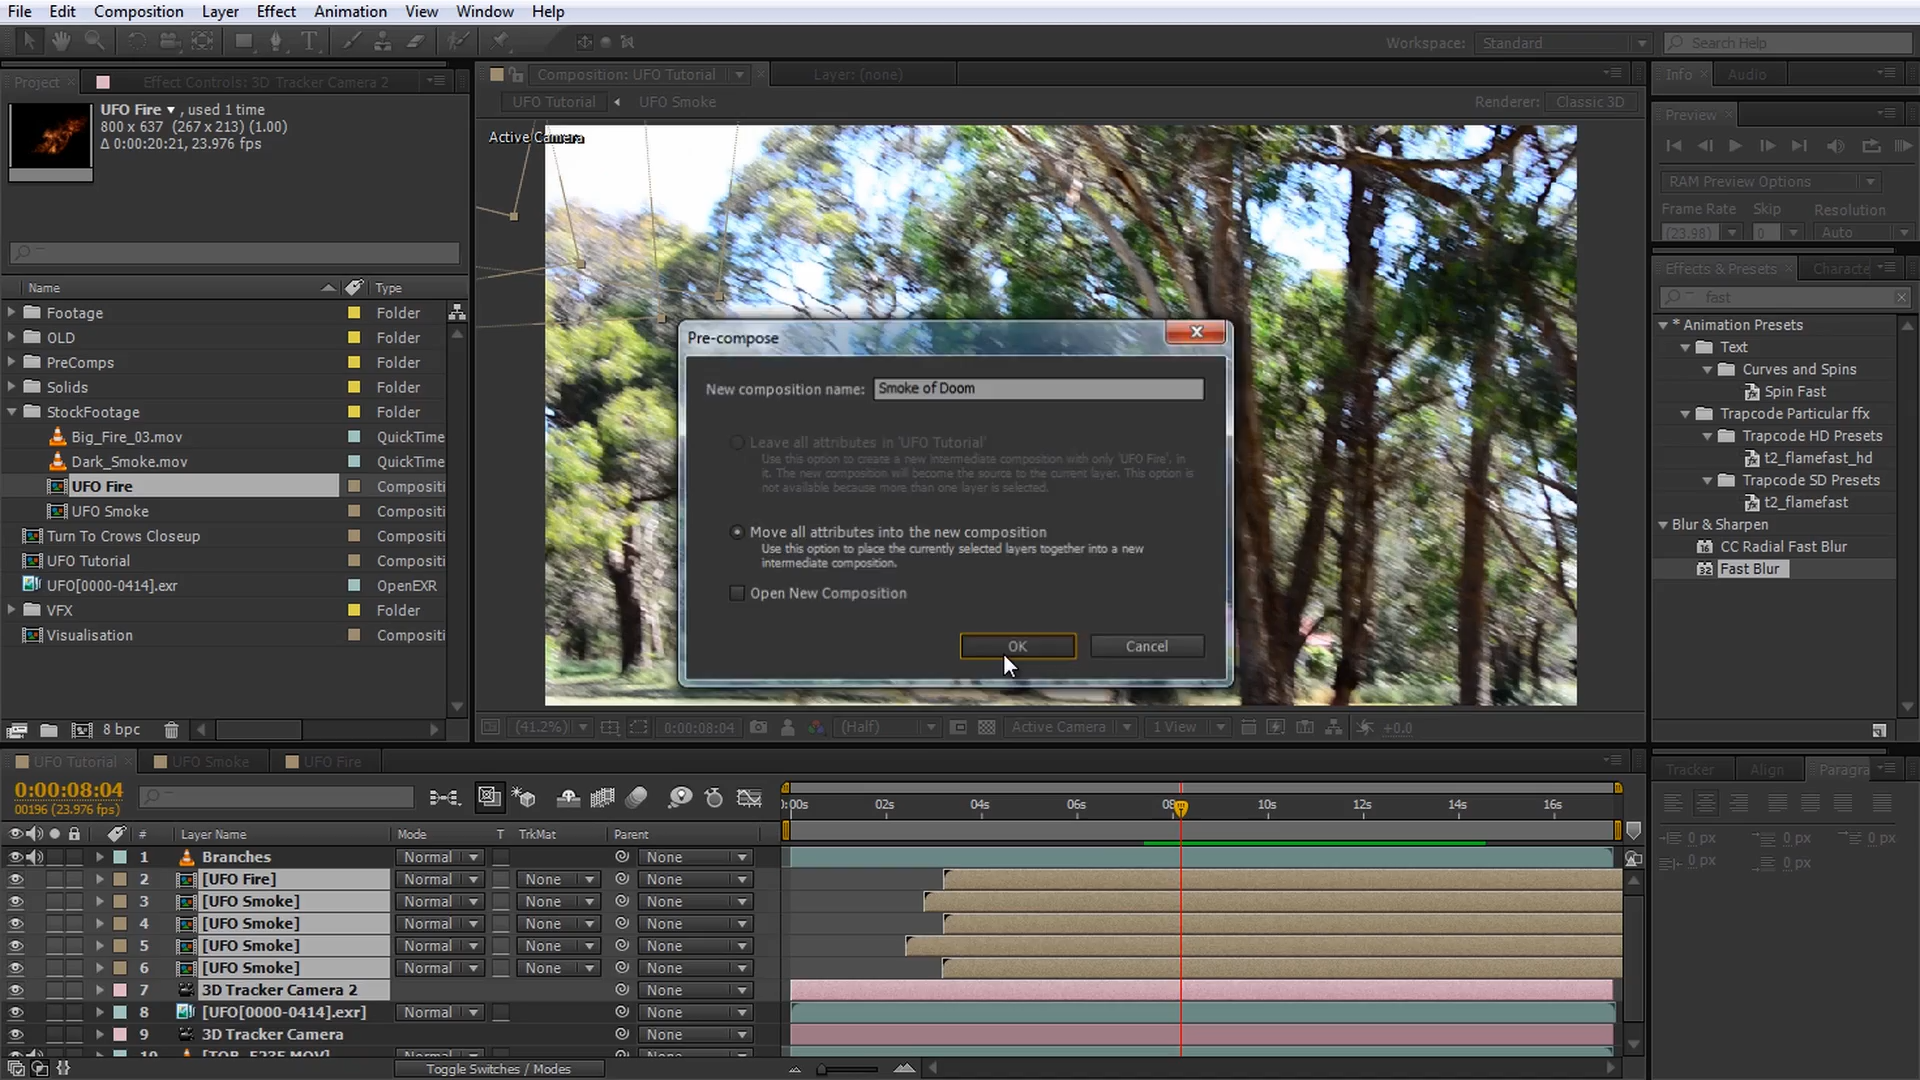 File Edit Composition Layer Effect Animation View Window Help
Workspace: Standard Search Help
Project Effect Controls: 3D Tracker Camera 2
UFO Fire , used 1 time
800 x 637 (267 x 213) (1.00)
Δ 0:00:20:21, 23.976 fps
Name Type
Footage Folder
OLD Folder
PreComps Folder
Solids Folder
StockFootage Folder
Big_Fire_03.mov QuickTime
Dark_Smoke.mov QuickTime
UFO Fire Compositi
UFO Smoke Compositi
Turn To Crows Closeup Compositi
UFO Tutorial Compositi
UFO[0000-0414].exr OpenEXR
VFX Folder
Visualisation Compositi
8 bpc
Composition: UFO Tutorial Layer: (none)
UFO Tutorial UFO Smoke Renderer: Classic 3D
Active Camera
Pre-compose
New composition name: Smoke of Doom
Leave all attributes in 'UFO Tutorial'
Use this option to create a new intermediate composition with only 'UFO Fire', in
it. The new composition will become the source to the current layer. This option is
not available because more than one layer is selected.
Move all attributes into the new composition
Use this option to place the currently selected layers together into a new
intermediate composition.
Open New Composition
OK Cancel
(41.2%) 0:00:08:04 (Half) Active Camera 1 View +0.0
Info Audio
Preview
RAM Preview Options
Frame Rate Skip Resolution
(23.98) 0 Auto
Effects & Presets Characte
fast
* Animation Presets
Text
Curves and Spins
Spin Fast
Trapcode Particular ffx
Trapcode HD Presets
t2_flamefast_hd
Trapcode SD Presets
t2_flamefast
Blur & Sharpen
CC Radial Fast Blur
Fast Blur
UFO Tutorial UFO Smoke UFO Fire
0:00:08:04
00196 (23.976 fps)
# Layer Name Mode T TrkMat Parent
):00s 02s 04s 06s 08 10s 12s 14s 16s
1 Branches Normal None
2 [UFO Fire] Normal None None
3 [UFO Smoke] Normal None None
4 [UFO Smoke] Normal None None
5 [UFO Smoke] Normal None None
6 [UFO Smoke] Normal None None
7 3D Tracker Camera 2 None
8 [UFO[0000-0414].exr] Normal None
9 3D Tracker Camera None
Toggle Switches / Modes
Tracker Align Paragra
0 px 0 px 0 px
0 px 0 px